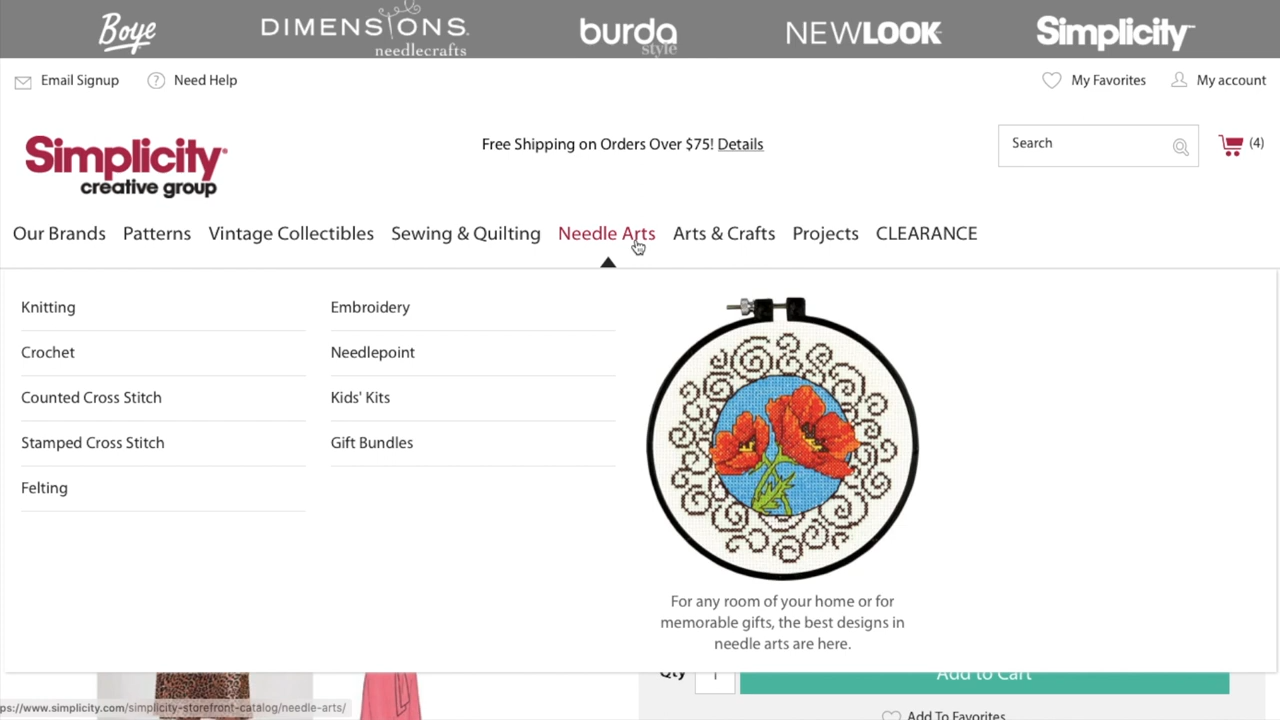 Boye
DIMENSIONS.
needlecrafts
burda
style
NEWLOOK
Simplicity
Email Signup
? Need Help
My Favorites
My account
Simplicity
creative group
Free Shipping on Orders Over $75! Details
Search
(4)
Our Brands Patterns Vintage Collectibles Sewing & Quilting Needle Arts Arts & Crafts Projects CLEARANCE
Knitting
Crochet
Counted Cross Stitch
Stamped Cross Stitch
Felting
Embroidery
Needlepoint
Kids' Kits
Gift Bundles
For any room of your home or for
memorable gifts, the best designs in
needle arts are here.
Qty 1 Add to Cart
Add To Favorites
ps://www.simplicity.com/simplicity-storefront-catalog/needle-arts/